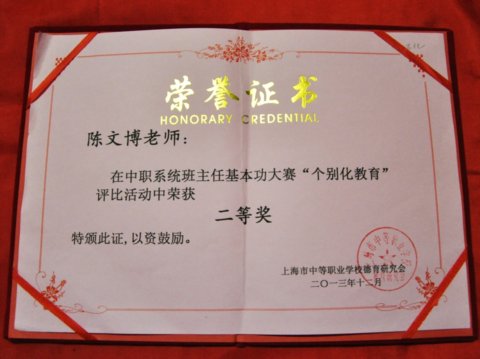 荣誉证书
HONORARY CREDENTIAL
陈文博老师：
在中职系统班主任基本功大赛“个别化教育”
评比活动中荣获
二等奖
特颁此证，以资鼓励。
上海市中等职业学校德育研究会
二〇一三年十二月